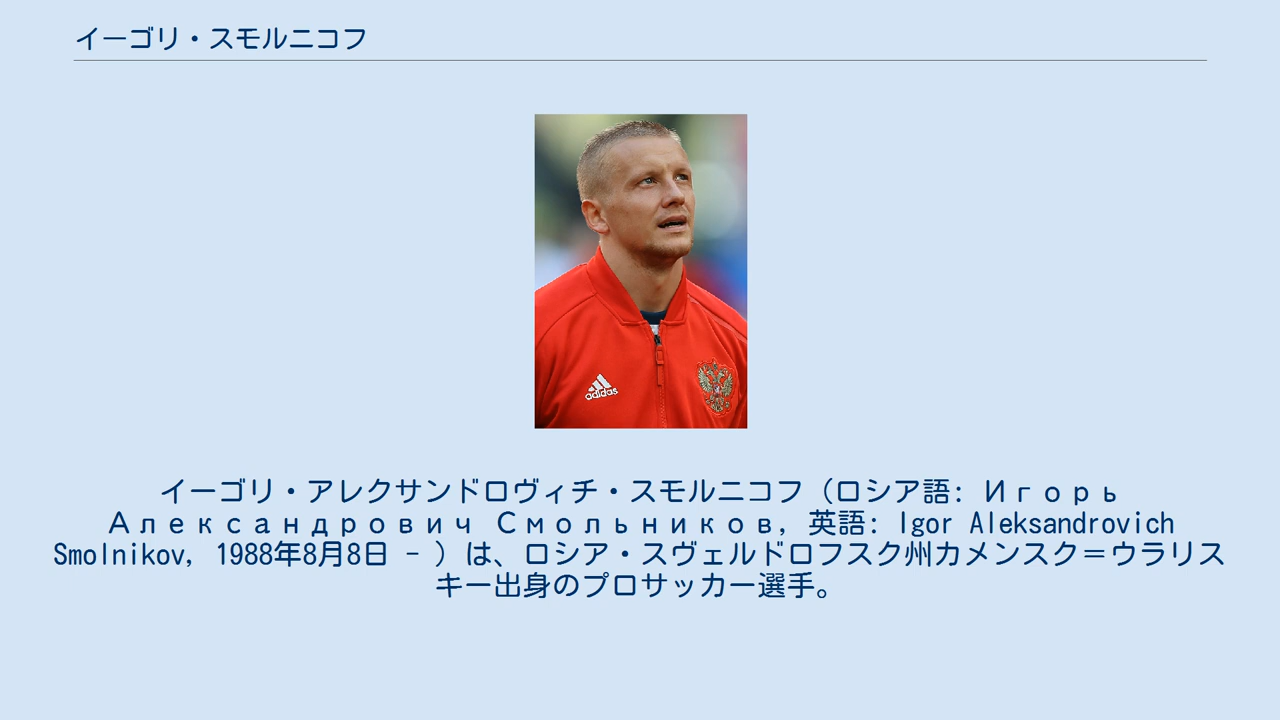 イーゴリ・スモルニコフ
adidas
イーゴリ・アレクサンドロヴィチ・スモルニコフ（ロシア語: Игорь
Александрович Смольников, 英語: Igor Aleksandrovich
Smolnikov, 1988年8月8日 - ）は、ロシア・スヴェルドロフスク州カメンスク＝ウラリス
キー出身のプロサッカー選手。